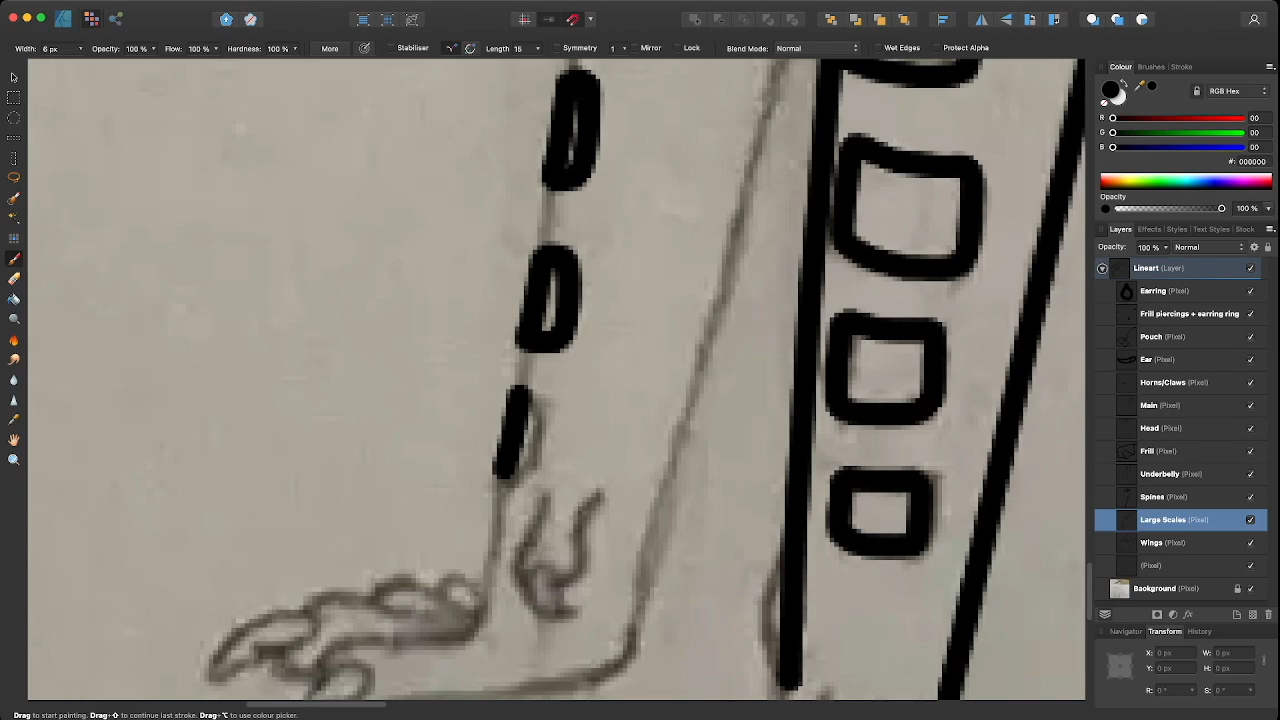 Width: 6 px Opacity: 100 % Flow: 100 % Hardness: 100 % More Stabiliser Length 15 Symmetry 1 Mirror Lock Blend Mode: Normal Wet Edges Protect Alpha
Colour Brushes Stroke
RGB Hex
R 00
G 00
B 00
#: 000000
Opacity
100 %
Layers Effects Styles Text Styles Stock
Opacity: 100 % Normal
Lineart (Layer)
Earring (Pixel)
Frill piercings + earring ring
Pouch (Pixel)
Ear (Pixel)
Horns/Claws (Pixel)
Main (Pixel)
Head (Pixel)
Frill (Pixel)
Underbelly (Pixel)
Spines (Pixel)
Large Scales (Pixel)
Wings (Pixel)
(Pixel)
Background (Pixel)
Navigator Transform History
X: 0 px W: 0 px
Y: 0 px H: 0 px
R: 0 ° S: 0 °
Drag to start painting. Drag+⇧ to continue last stroke. Drag+⌥ to use colour picker.